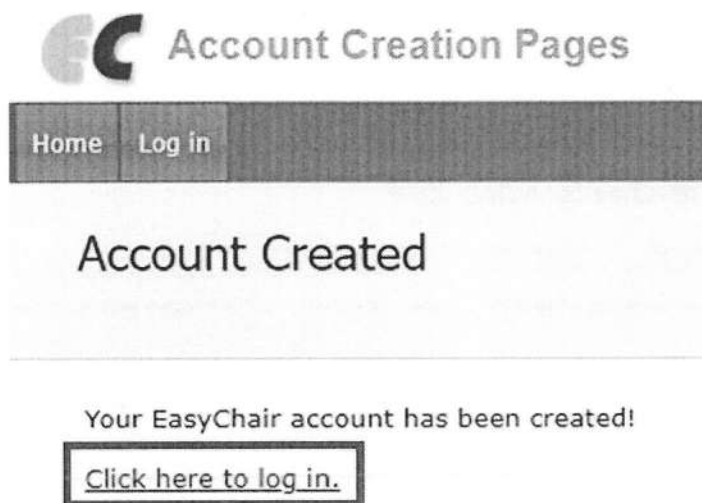 EC Account Creation Pages
Home Log in
Account Created
Your EasyChair account has been created!
Click here to log in.